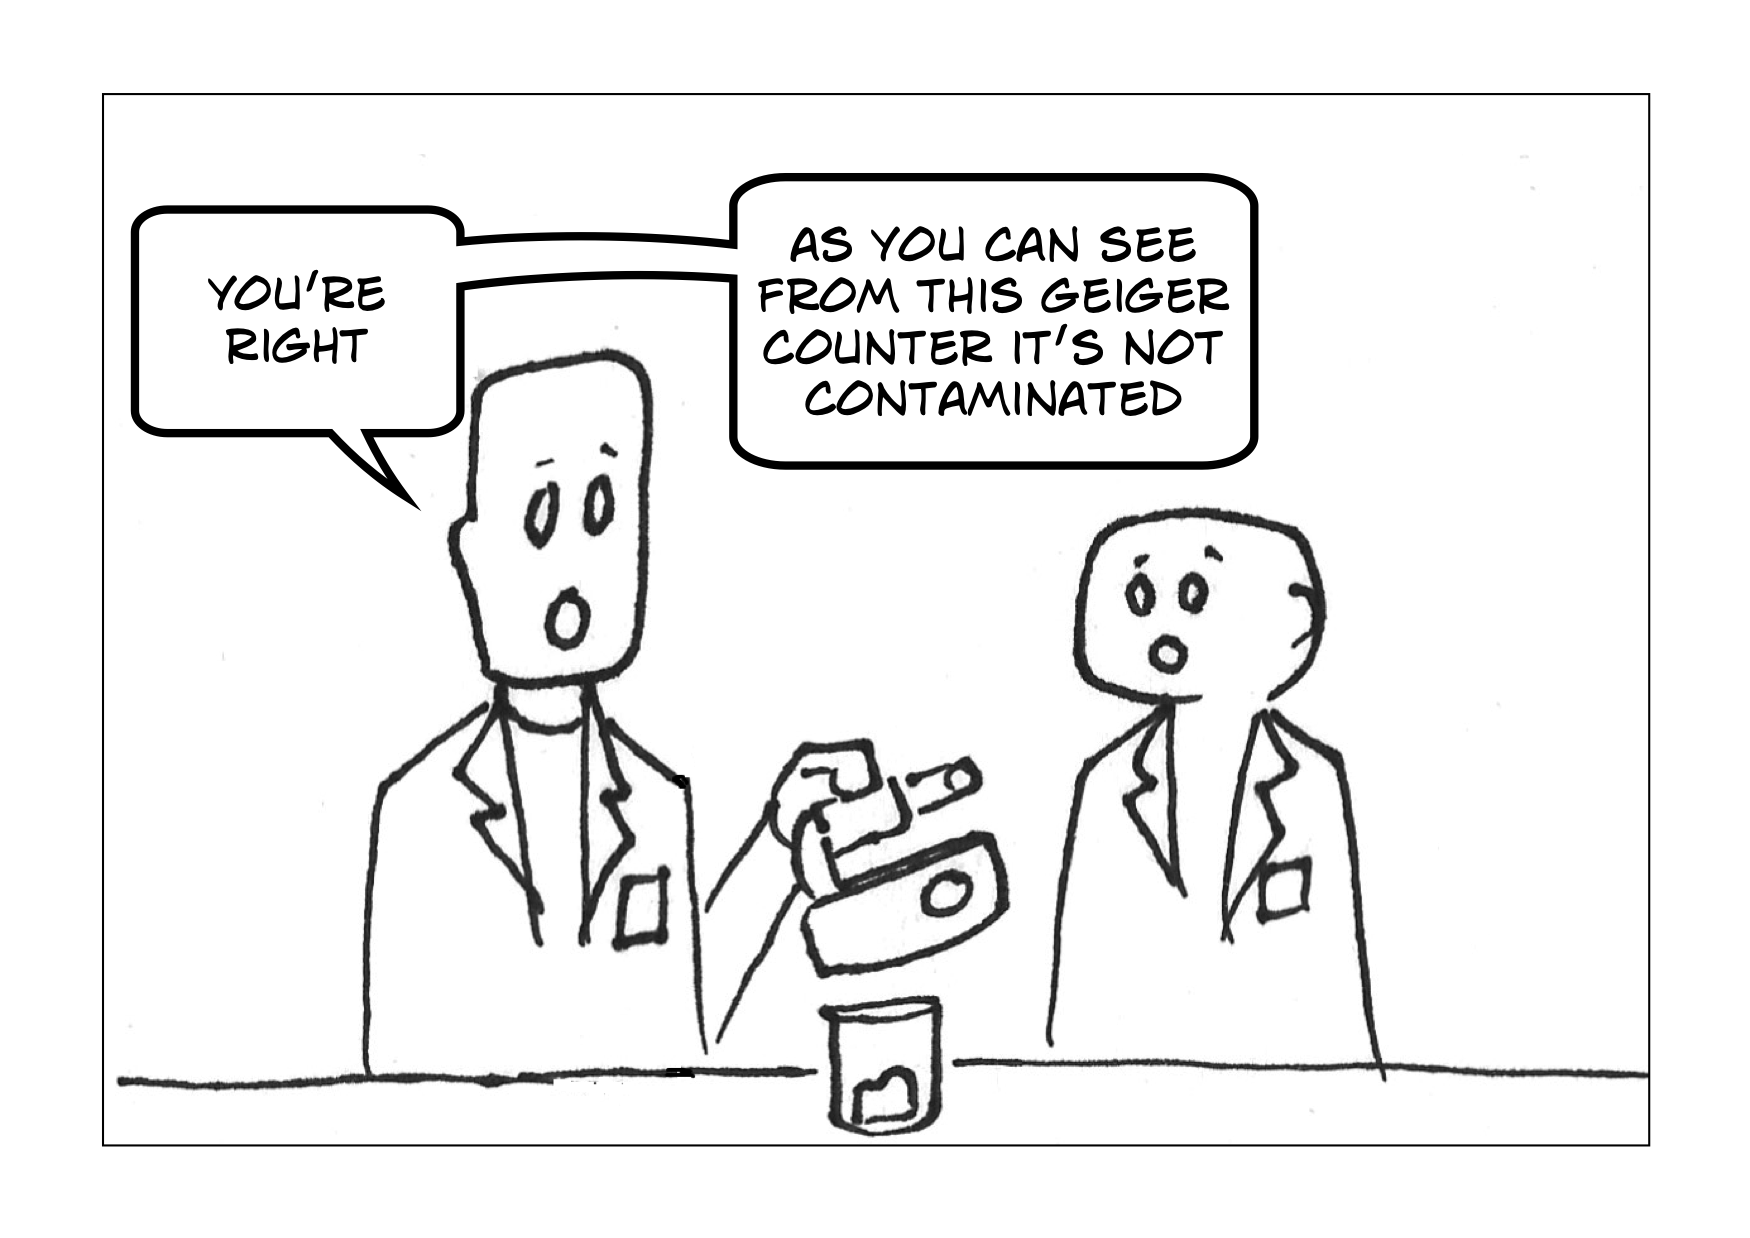 YOU'RE
RIGHT
AS YOU CAN SEE
FROM THIS GEIGER
COUNTER IT'S NOT
CONTAMINATED